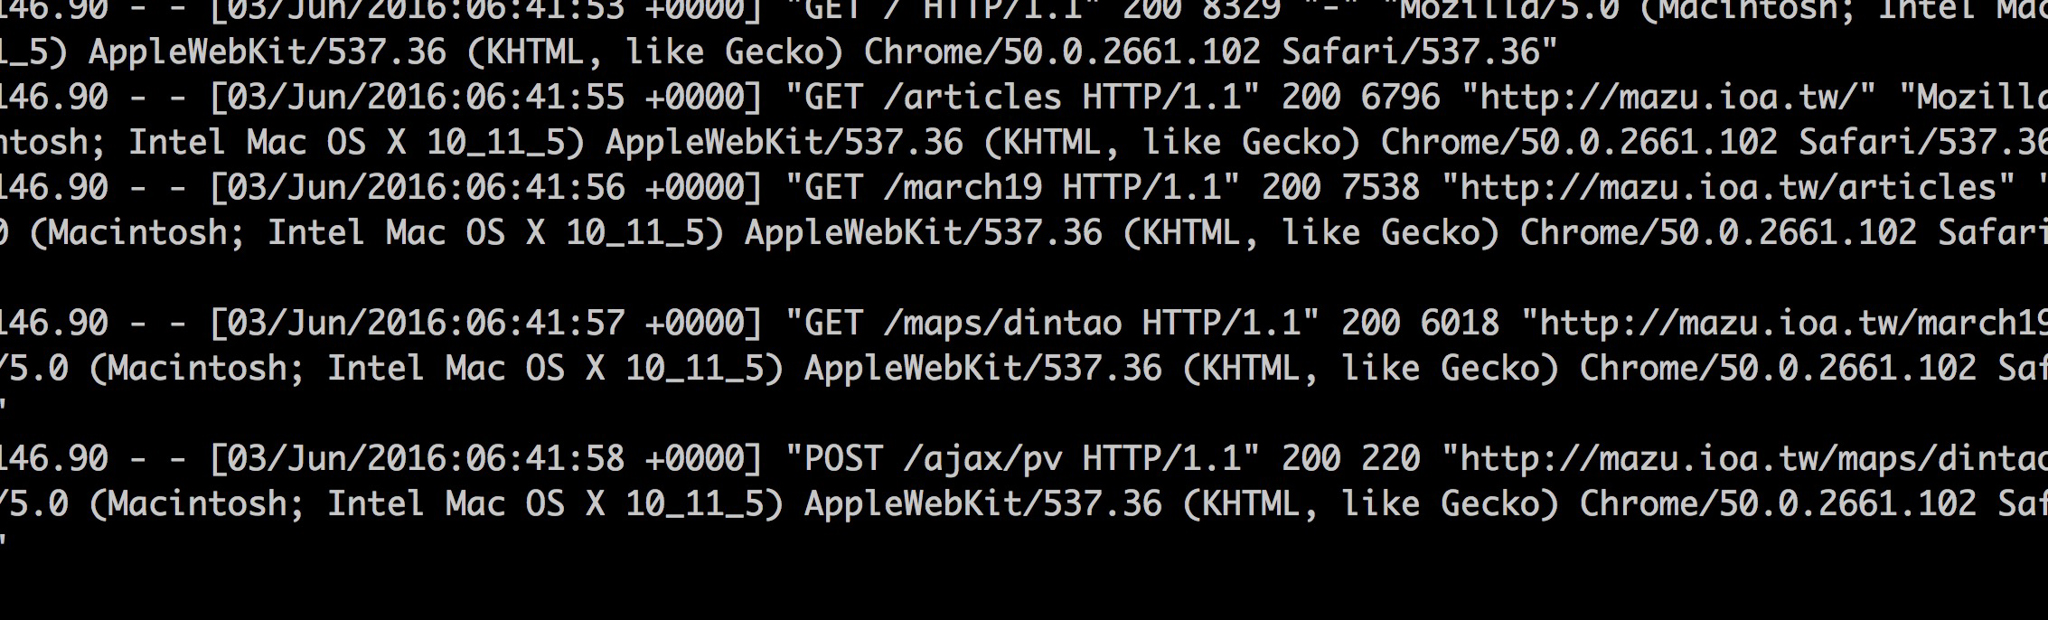 146.90 - - [03/Jun/2016:06:41:53 +0000] "GET / HTTP/1.1" 200 8329 "-" "Mozilla/5.0 (Macintosh; Intel Mac
1_5) AppleWebKit/537.36 (KHTML, like Gecko) Chrome/50.0.2661.102 Safari/537.36"
146.90 - - [03/Jun/2016:06:41:55 +0000] "GET /articles HTTP/1.1" 200 6796 "http://mazu.ioa.tw/" "Mozilla
ntosh; Intel Mac OS X 10_11_5) AppleWebKit/537.36 (KHTML, like Gecko) Chrome/50.0.2661.102 Safari/537.36
146.90 - - [03/Jun/2016:06:41:56 +0000] "GET /march19 HTTP/1.1" 200 7538 "http://mazu.ioa.tw/articles" "
0 (Macintosh; Intel Mac OS X 10_11_5) AppleWebKit/537.36 (KHTML, like Gecko) Chrome/50.0.2661.102 Safari
146.90 - - [03/Jun/2016:06:41:57 +0000] "GET /maps/dintao HTTP/1.1" 200 6018 "http://mazu.ioa.tw/march19
/5.0 (Macintosh; Intel Mac OS X 10_11_5) AppleWebKit/537.36 (KHTML, like Gecko) Chrome/50.0.2661.102 Saf
"
146.90 - - [03/Jun/2016:06:41:58 +0000] "POST /ajax/pv HTTP/1.1" 200 220 "http://mazu.ioa.tw/maps/dintao
/5.0 (Macintosh; Intel Mac OS X 10_11_5) AppleWebKit/537.36 (KHTML, like Gecko) Chrome/50.0.2661.102 Saf
"